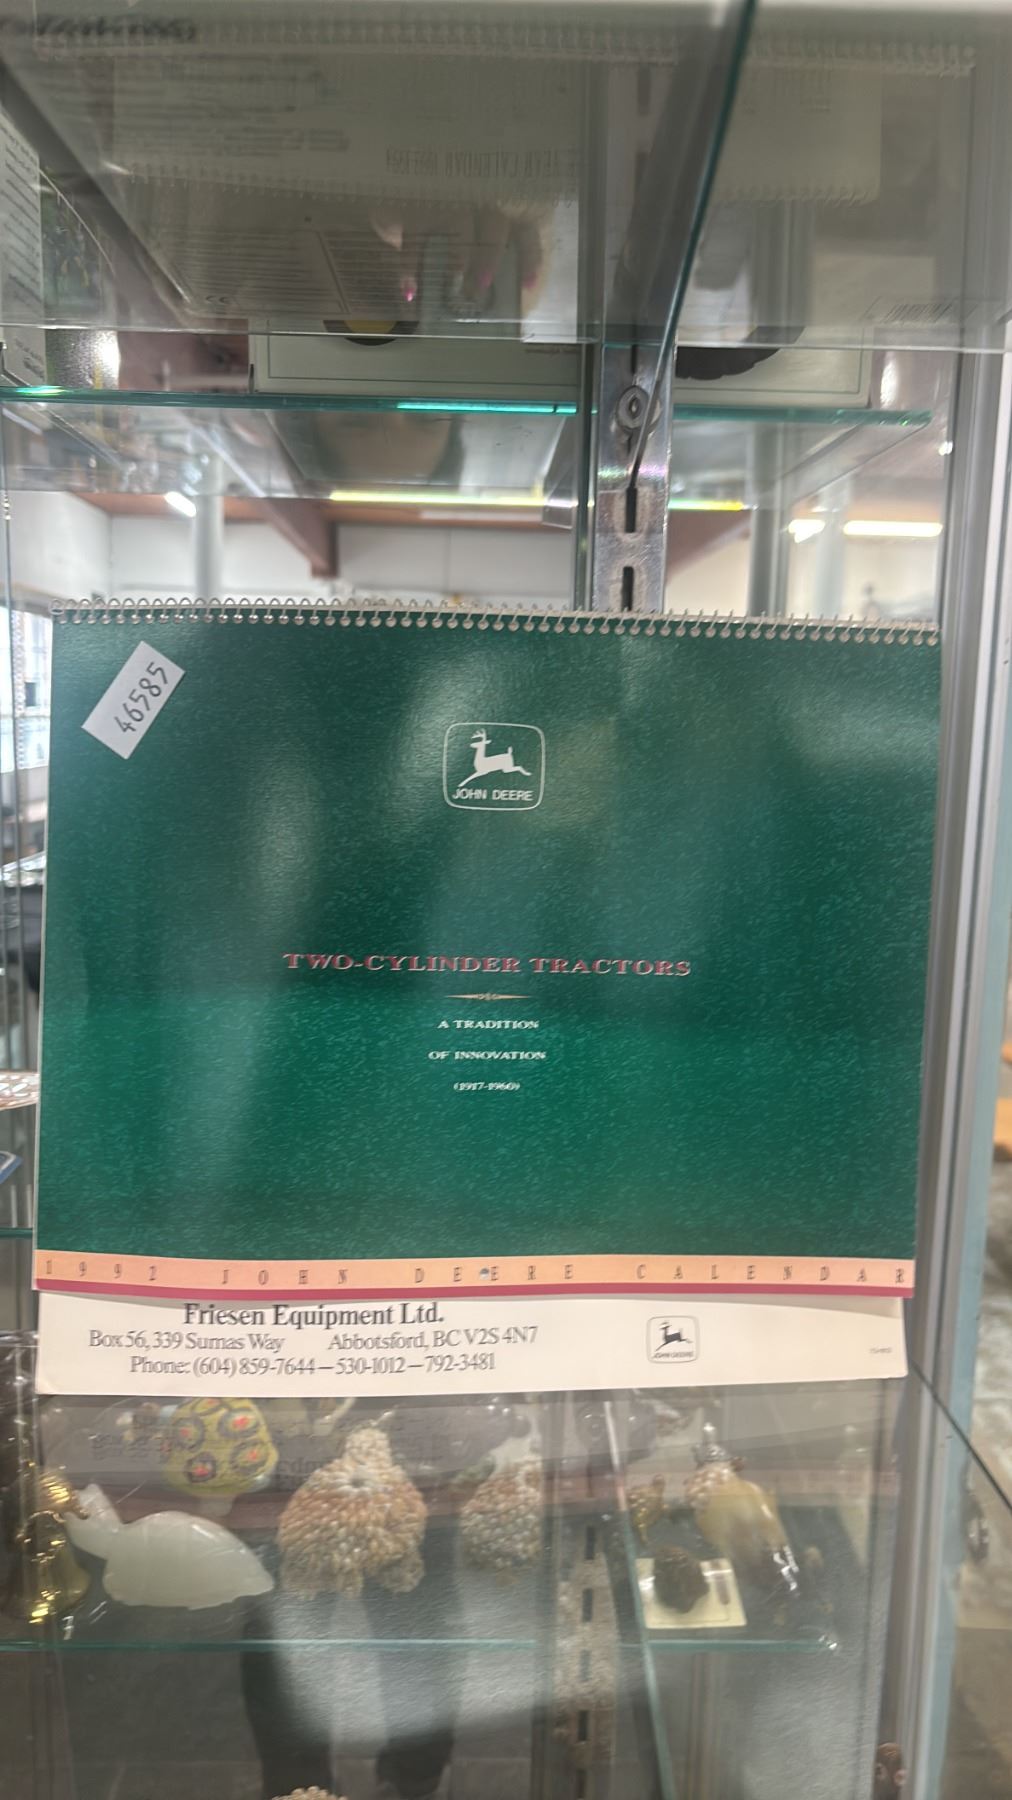 46585
JOHN DEERE
TWO-CYLINDER TRACTORS
A TRADITION
OF INNOVATION
(1917-1960)
1992 JOHN DEERE CALENDAR
Friesen Equipment Ltd.
Box 56, 339 Sumas Way Abbotsford, BC V2S 4N7
Phone: (604) 859-7644 – 530-1012 – 792-3481
JOHN DEERE